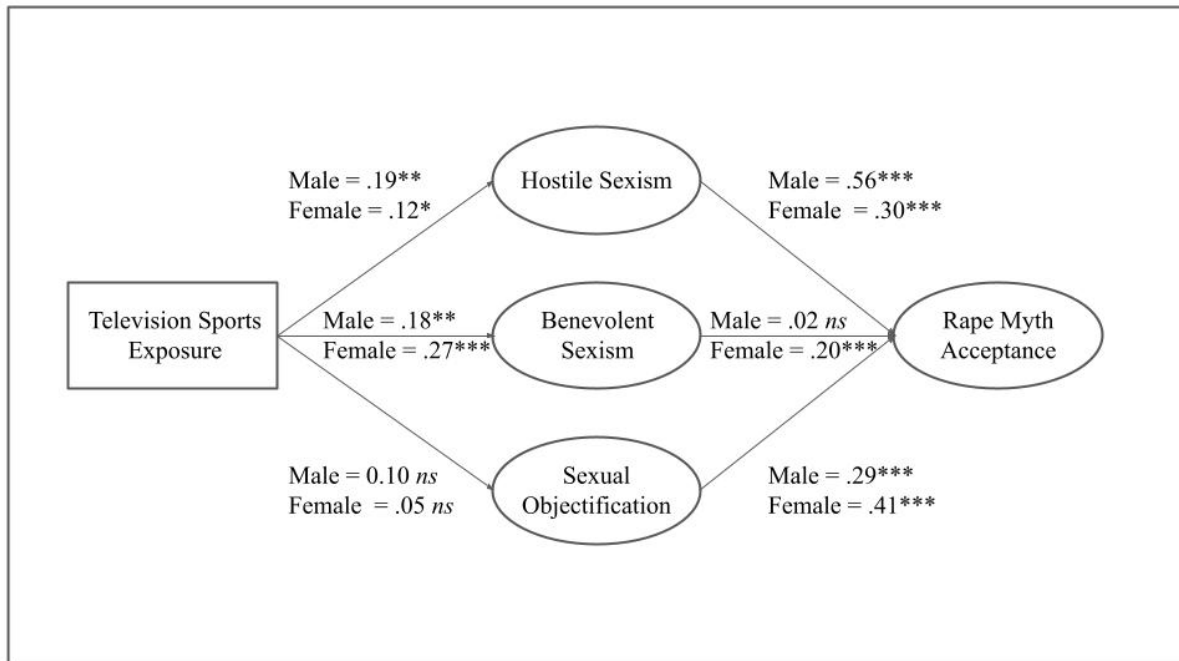 Male = .19**
Female = .12*
Hostile Sexism
Male = .56***
Female = .30***
Television Sports
Exposure
Male = .18**
Female = .27***
Benevolent
Sexism
Male = .02 ns
Female = .20***
Rape Myth
Acceptance
Male = 0.10 ns
Female = .05 ns
Sexual
Objectification
Male = .29***
Female = .41***